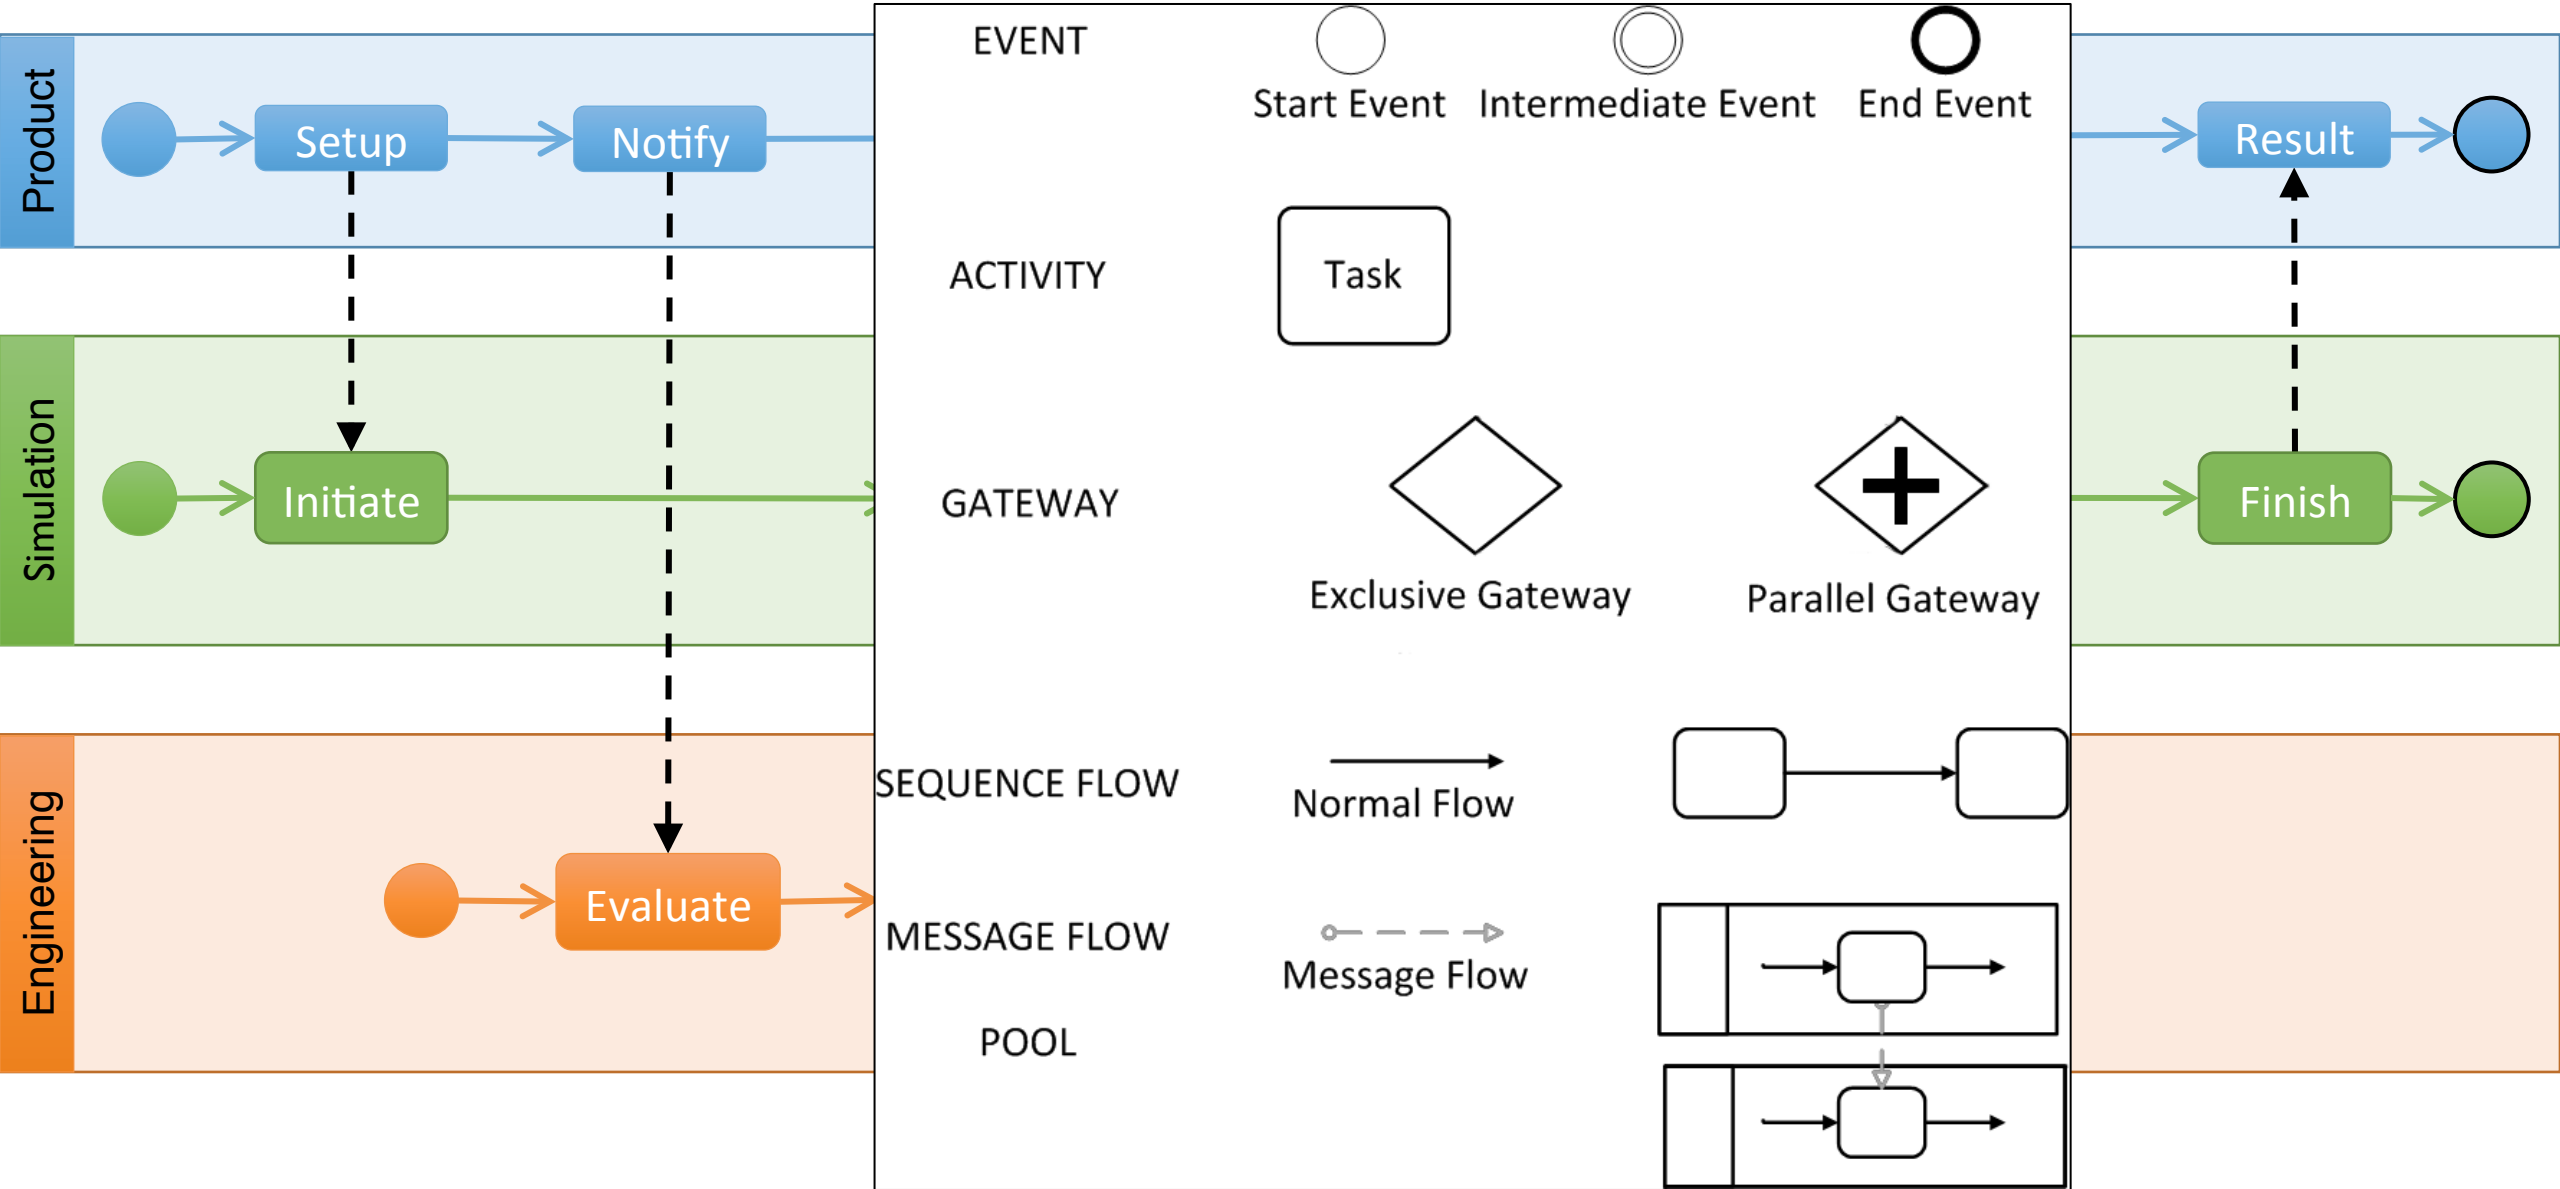 Product
Setup
Notify
Result
Simulation
Initiate
Finish
Engineering
Evaluate
EVENT
Start Event
Intermediate Event
End Event
ACTIVITY
Task
GATEWAY
Exclusive Gateway
Parallel Gateway
SEQUENCE FLOW
Normal Flow
MESSAGE FLOW
Message Flow
POOL